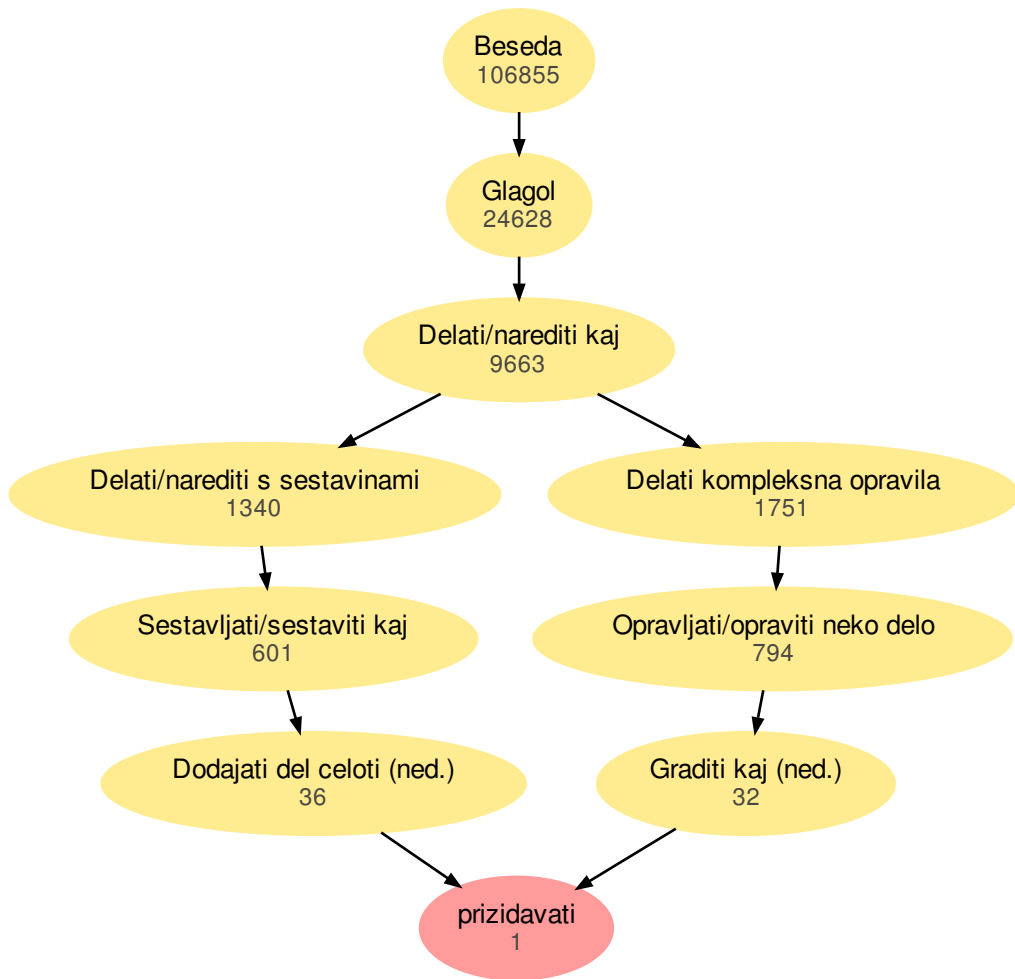 Beseda
106855
Glagol
24628
Delati/narediti kaj
9663
Delati/narediti s sestavinami
1340
Delati kompleksna opravila
1751
Sestavljati/sestaviti kaj
601
Opravljati/opraviti neko delo
794
Dodajati del celoti (ned.)
36
Graditi kaj (ned.)
32
prizidavati
1